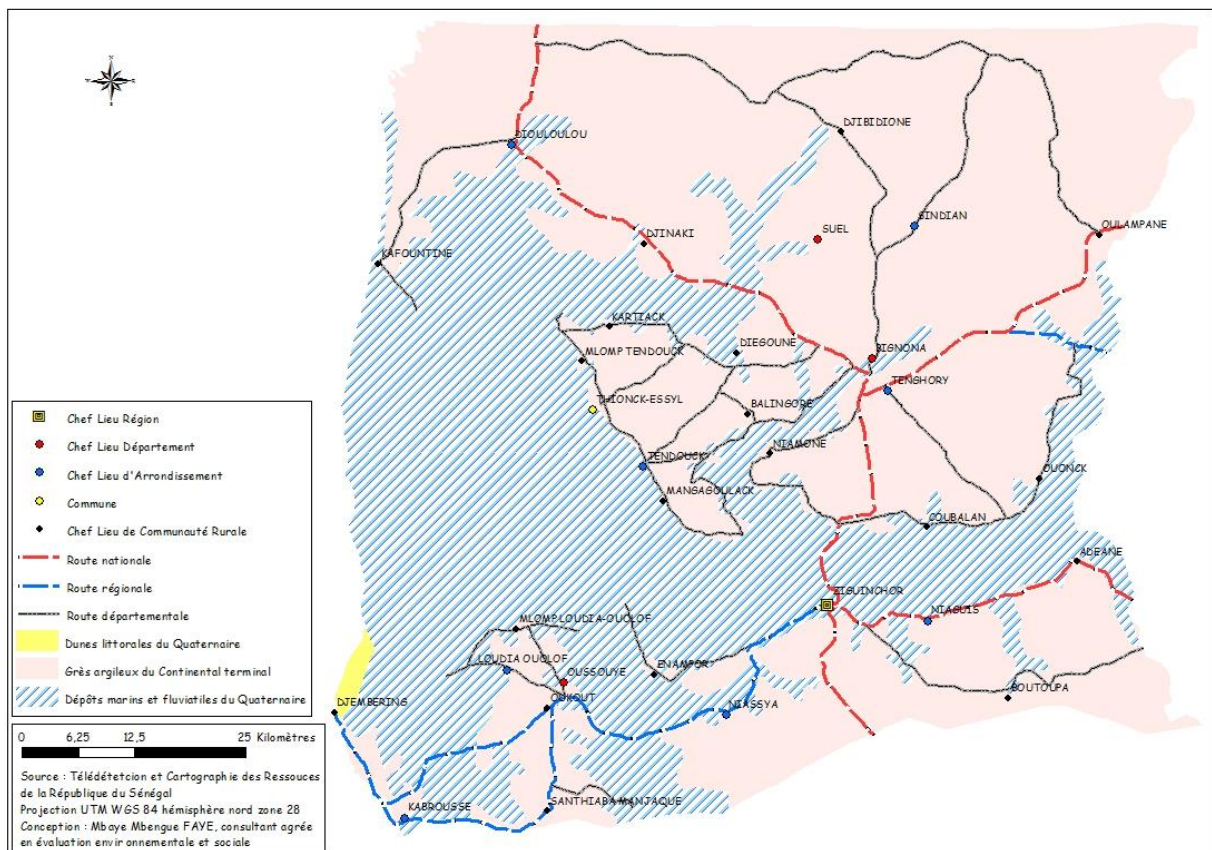 DIOULOULOU
DJIBIDIONE
SUEL
SINDIAN
OULAMPANE
DJINAKI
KAFOUNTINE
KARTIACK
DIEGOUNE
MLOMP TENDOUCK
BIGNONA
TENGHORY
THIONCK-ESSYL
BALINGORE
NIAMONE
TENDOUCK
OUONCK
MANGAGOULACK
COUBALAN
ADEANE
ZIGUINCHOR
NIAGUIS
MLOMP LOUDIA-OUOLOF
LOUDIA OUOLOF
OUSSOUYE
ENAMPOR
BOUTOUPA
OUKOUT
NIASSYA
DJEMBERING
KABROUSSE
SANTHIABA MANJAQUE
Chef Lieu Région
Chef Lieu Département
Chef Lieu d'Arrondissement
Commune
Chef Lieu de Communauté Rurale
Route nationale
Route régionale
Route départementale
Dunes littorales du Quaternaire
Grès argileux du Continental terminal
Dépôts marins et fluviatiles du Quaternaire
0 6,25 12,5 25 Kilomètres
Source : Télédétetcion et Cartographie des Ressouces
de la République du Sénégal
Projection UTM WGS 84 hémisphère nord zone 28
Conception : Mbaye Mbengue FAYE, consultant agrée
en évaluation envir onnementale et sociale